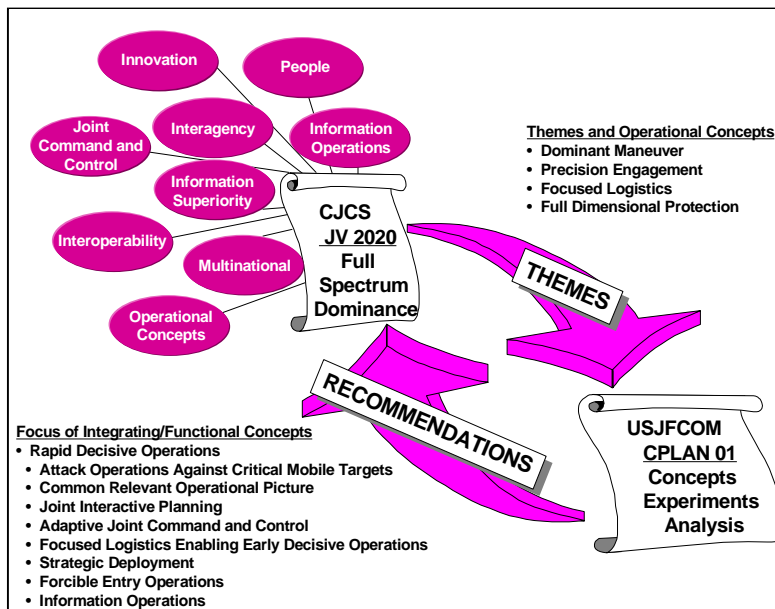 Innovation
People
Joint
Command and
Control
Interagency
Information
Operations
Information
Superiority
Interoperability
Multinational
Operational
Concepts
CJCS
JV 2020
Full
Spectrum
Dominance
Themes and Operational Concepts
• Dominant Maneuver
• Precision Engagement
• Focused Logistics
• Full Dimensional Protection
THEMES
RECOMMENDATIONS
USJFCOM
CPLAN 01
Concepts
Experiments
Analysis
Focus of Integrating/Functional Concepts
• Rapid Decisive Operations
• Attack Operations Against Critical Mobile Targets
• Common Relevant Operational Picture
• Joint Interactive Planning
• Adaptive Joint Command and Control
• Focused Logistics Enabling Early Decisive Operations
• Strategic Deployment
• Forcible Entry Operations
• Information Operations